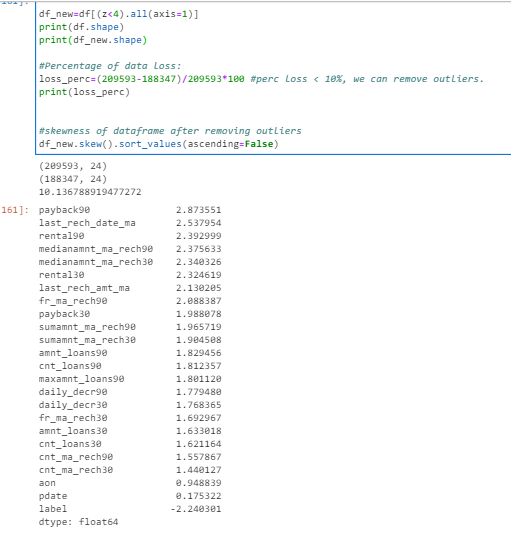 df_new=df[(z<4).all(axis=1)]
print(df.shape)
print(df_new.shape)
#Percentage of data loss:
loss_perc=(209593-188347)/209593*100 #perc loss < 10%, we can remove outliers.
print(loss_perc)
#skewness of dataframe after removing outliers
df_new.skew().sort_values(ascending=False)
(209593, 24)
(188347, 24)
10.136788919477272
161]: payback90 2.873551
last_rech_date_ma 2.537954
rental90 2.392999
medianamnt_ma_rech90 2.375633
medianamnt_ma_rech30 2.340326
rental30 2.324619
last_rech_amt_ma 2.130205
fr_ma_rech90 2.088387
payback30 1.988078
sumamnt_ma_rech90 1.965719
sumamnt_ma_rech30 1.904508
amnt_loans90 1.829456
cnt_loans90 1.812357
maxamnt_loans90 1.801120
daily_decr90 1.779480
daily_decr30 1.768365
fr_ma_rech30 1.692967
amnt_loans30 1.633018
cnt_loans30 1.621164
cnt_ma_rech90 1.557867
cnt_ma_rech30 1.440127
aon 0.948839
pdate 0.175322
label -2.240301
dtype: float64